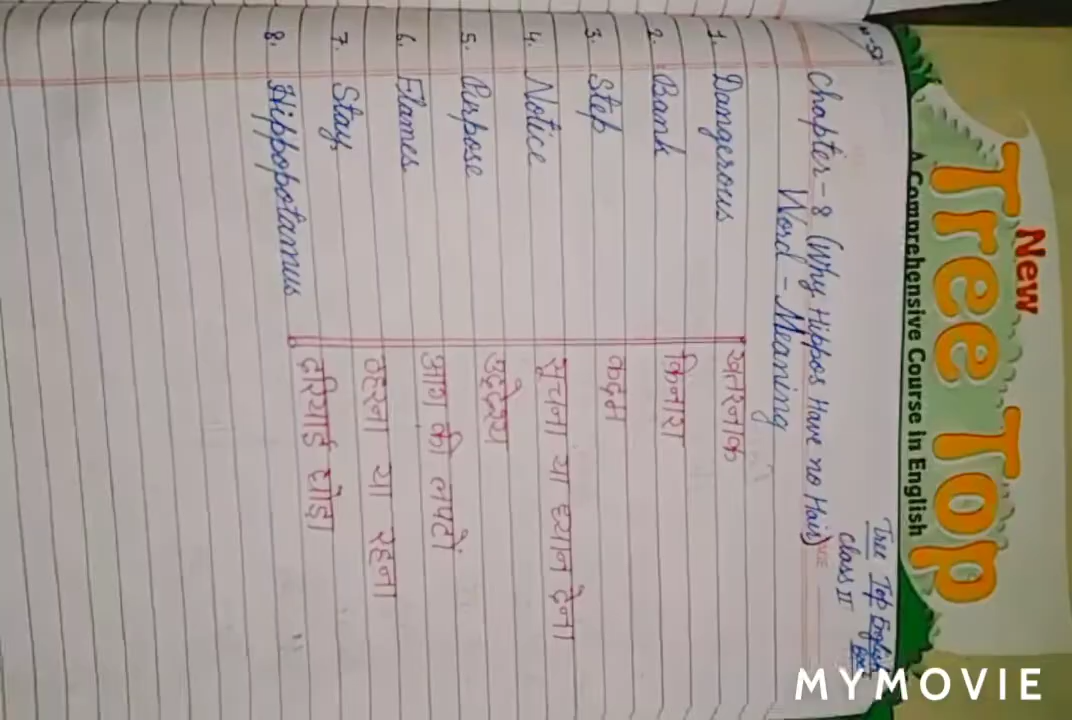 New
Tree Top
A Comprehensive Course in English
Tree Top English Book
Class II
Chapter-8 (Why Hippos Have no Hair)
Word - Meaning
1. Dangerous खतरनाक
2. Bank किनारा
3. Step कदम
4. Notice सूचना या ध्यान देना
5. Purpose उद्देश्य
6. Flames आग की लपटें
7. Stay ठहरना या रहना
8. Hippopotamus दरियाई घोड़ा
MYMOVIE